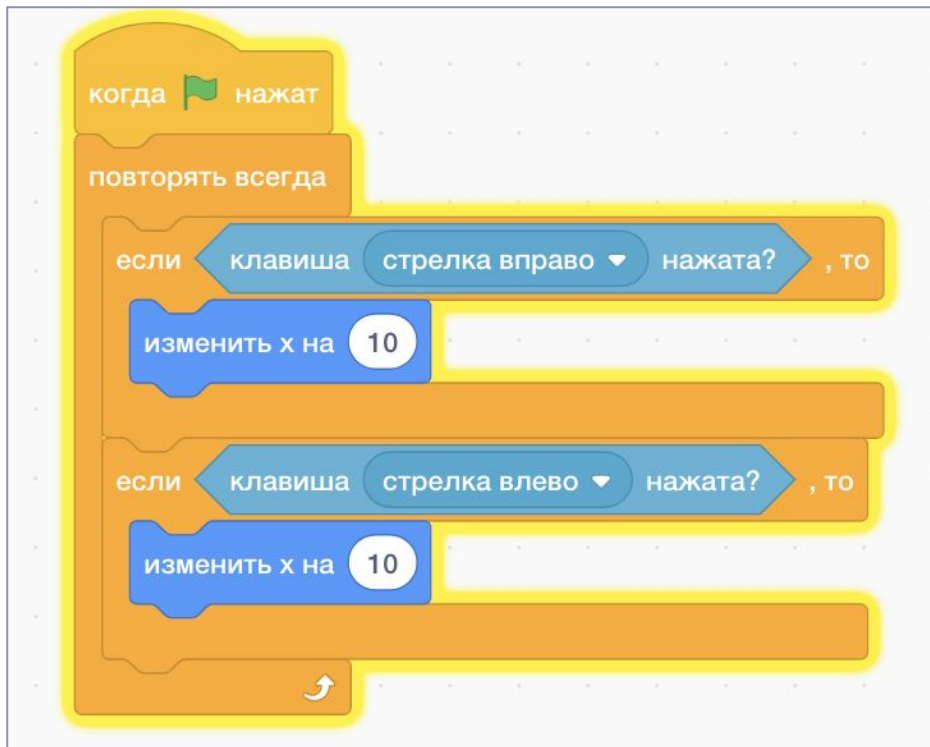 когда нажат
повторять всегда
если клавиша стрелка вправо нажата? , то
изменить x на 10
если клавиша стрелка влево нажата? , то
изменить x на 10